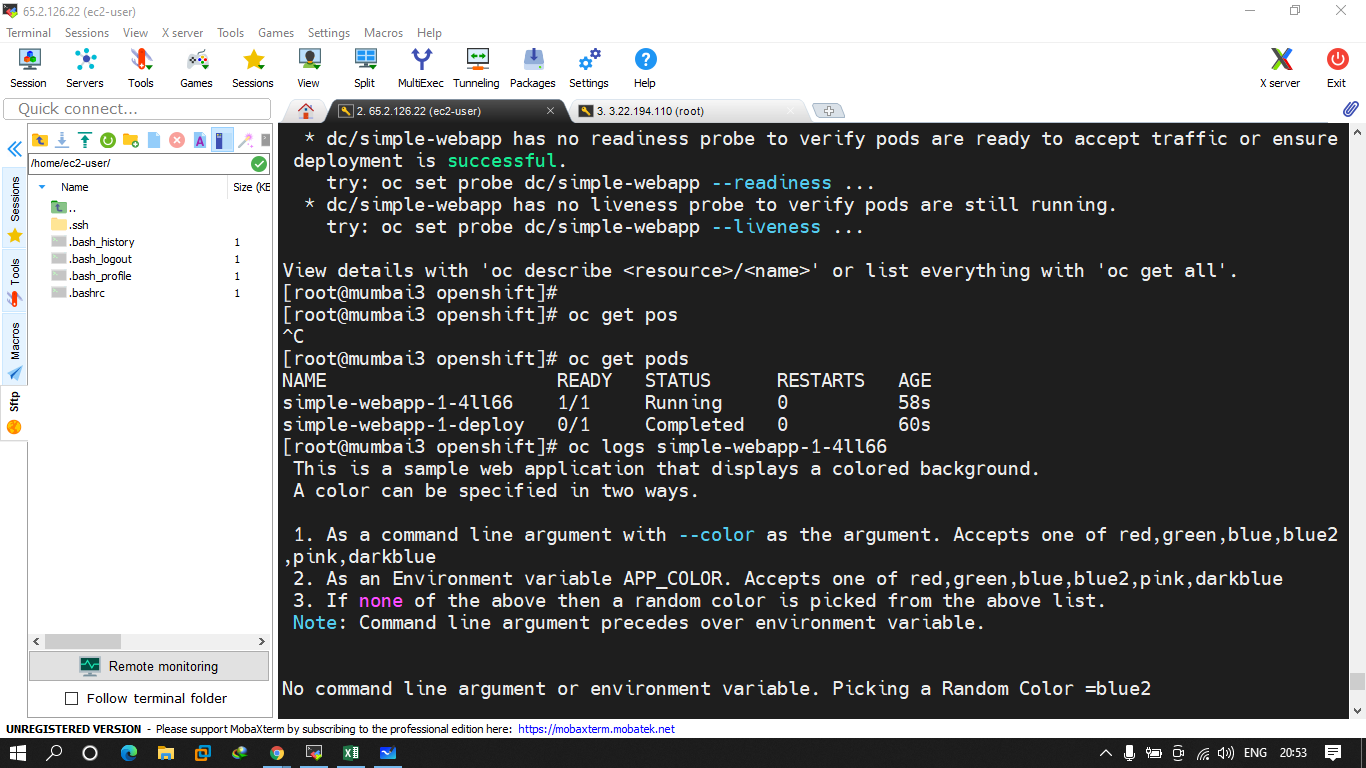 65.2.126.22 (ec2-user)
Terminal Sessions View X server Tools Games Settings Macros Help
Session Servers Tools Games Sessions View Split MultiExec Tunneling Packages Settings Help X server Exit
Quick connect...
2. 65.2.126.22 (ec2-user)
3. 3.22.194.110 (root)
/home/ec2-user/
Name Size (KB
..
.ssh
.bash_history 1
.bash_logout 1
.bash_profile 1
.bashrc 1
Sessions
Tools
Macros
Sftp
Remote monitoring
Follow terminal folder
* dc/simple-webapp has no readiness probe to verify pods are ready to accept traffic or ensure
deployment is successful.
try: oc set probe dc/simple-webapp --readiness ...
* dc/simple-webapp has no liveness probe to verify pods are still running.
try: oc set probe dc/simple-webapp --liveness ...
View details with 'oc describe <resource>/<name>' or list everything with 'oc get all'.
[root@mumbai3 openshift]#
[root@mumbai3 openshift]# oc get pos
^C
[root@mumbai3 openshift]# oc get pods
NAME READY STATUS RESTARTS AGE
simple-webapp-1-4ll66 1/1 Running 0 58s
simple-webapp-1-deploy 0/1 Completed 0 60s
[root@mumbai3 openshift]# oc logs simple-webapp-1-4ll66
This is a sample web application that displays a colored background.
A color can be specified in two ways.
1. As a command line argument with --color as the argument. Accepts one of red,green,blue,blue2
,pink,darkblue
2. As an Environment variable APP_COLOR. Accepts one of red,green,blue,blue2,pink,darkblue
3. If none of the above then a random color is picked from the above list.
Note: Command line argument precedes over environment variable.
No command line argument or environment variable. Picking a Random Color =blue2
UNREGISTERED VERSION - Please support MobaXterm by subscribing to the professional edition here: https://mobaxterm.mobatek.net
ENG 20:53